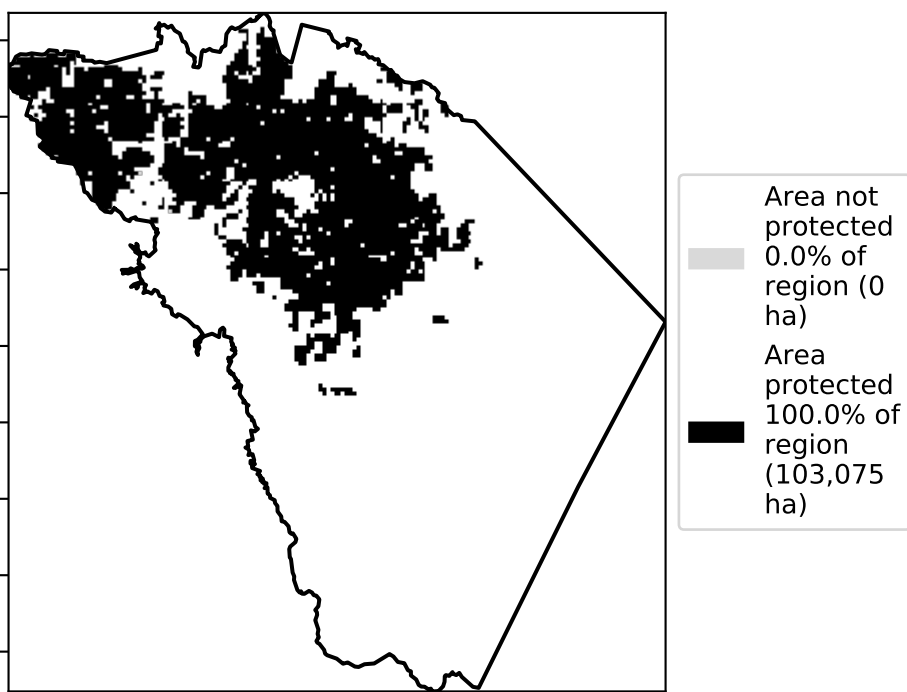 Area not
protected
0.0% of
region (0
ha)
Area
protected
100.0% of
region
(103,075
ha)